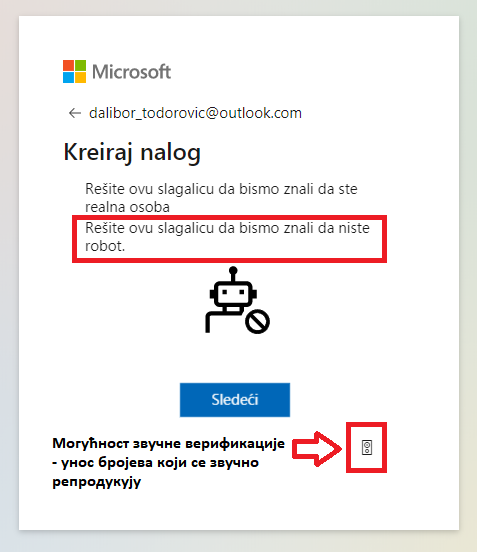 Microsoft
← dalibor_todorovic@outlook.com
Kreiraj nalog
Rešite ovu slagalicu da bismo znali da ste
realna osoba
Rešite ovu slagalicu da bismo znali da niste
robot.
Sledeći
Могућност звучне верификације
- унос бројева који се звучно
репродукују